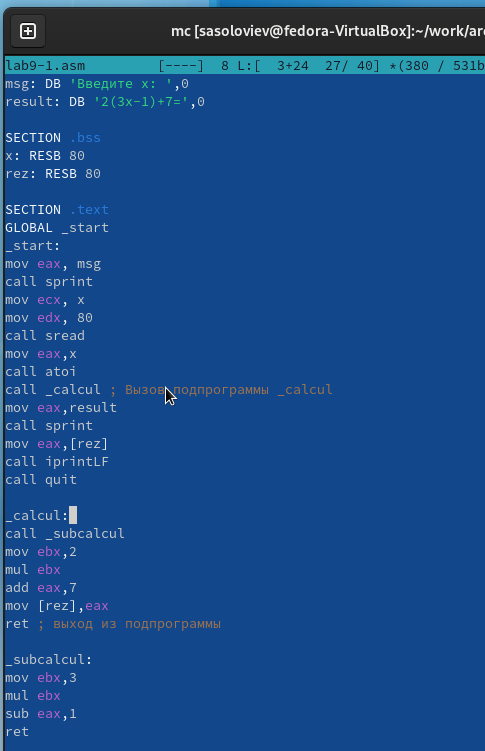 mc [sasoloviev@fedora-VirtualBox]:~/work/ar
lab9-1.asm [----] 8 L:[ 3+24 27/ 40] *(380 / 531b
msg: DB 'Введите x: ',0
result: DB '2(3x-1)+7=',0
SECTION .bss
x: RESB 80
rez: RESB 80
SECTION .text
GLOBAL _start
_start:
mov eax, msg
call sprint
mov ecx, x
mov edx, 80
call sread
mov eax,x
call atoi
call _calcul ; Вызов подпрограммы _calcul
mov eax,result
call sprint
mov eax,[rez]
call iprintLF
call quit
_calcul:
call _subcalcul
mov ebx,2
mul ebx
add eax,7
mov [rez],eax
ret ; выход из подпрограммы
_subcalcul:
mov ebx,3
mul ebx
sub eax,1
ret